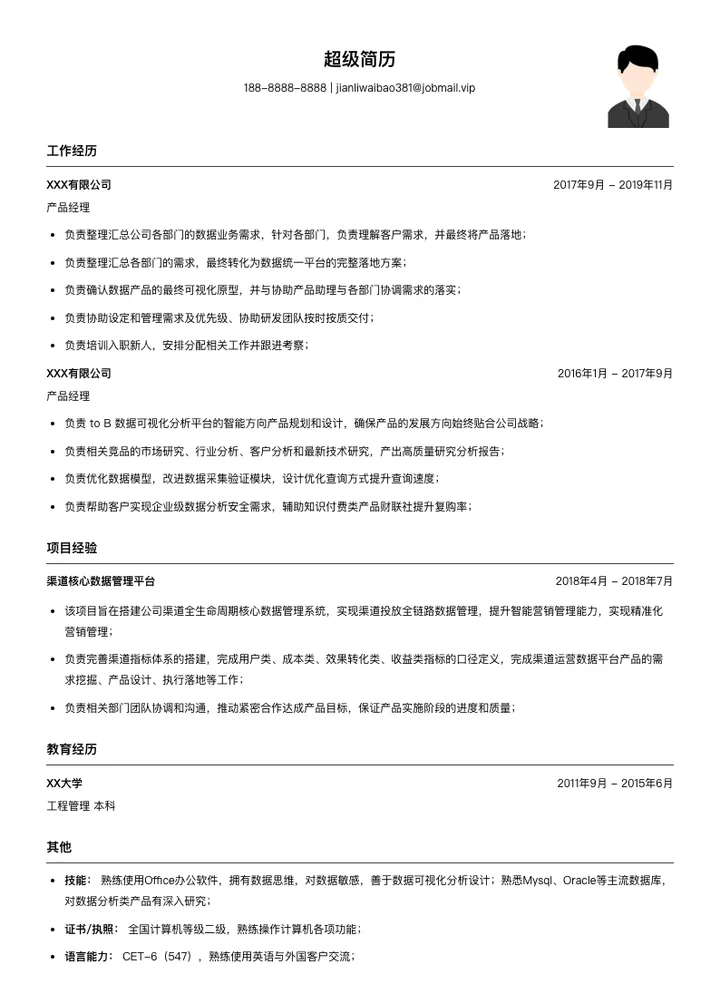 超级简历
188-8888-8888 | jianliwaibao381@jobmail.vip
工作经历
XXX有限公司 2017年9月 – 2019年11月
产品经理
• 负责整理汇总公司各部门的数据业务需求，针对各部门，负责理解客户需求，并最终将产品落地；
• 负责整理汇总各部门的需求，最终转化为数据统一平台的完整落地方案；
• 负责确认数据产品的最终可视化原型，并与协助产品助理与各部门协调需求的落实；
• 负责协助设定和管理需求及优先级、协助研发团队按时按质交付；
• 负责培训入职新人，安排分配相关工作并跟进考察；
XXX有限公司 2016年1月 – 2017年9月
产品经理
• 负责 to B 数据可视化分析平台的智能方向产品规划和设计，确保产品的发展方向始终贴合公司战略；
• 负责相关竞品的市场研究、行业分析、客户分析和最新技术研究，产出高质量研究分析报告；
• 负责优化数据模型，改进数据采集验证模块，设计优化查询方式提升查询速度；
• 负责帮助客户实现企业级数据分析安全需求，辅助知识付费类产品财联社提升复购率；
项目经验
渠道核心数据管理平台 2018年4月 – 2018年7月
• 该项目旨在搭建公司渠道全生命周期核心数据管理系统，实现渠道投放全链路数据管理，提升智能营销管理能力，实现精准化
营销管理；
• 负责完善渠道指标体系的搭建，完成用户类、成本类、效果转化类、收益类指标的口径定义，完成渠道运营数据平台产品的需
求挖掘、产品设计、执行落地等工作；
• 负责相关部门团队协调和沟通，推动紧密合作达成产品目标，保证产品实施阶段的进度和质量；
教育经历
XX大学 2011年9月 – 2015年6月
工程管理 本科
其他
• 技能： 熟练使用Office办公软件，拥有数据思维，对数据敏感，善于数据可视化分析设计；熟悉Mysql、Oracle等主流数据库，
对数据分析类产品有深入研究；
• 证书/执照： 全国计算机等级二级，熟练操作计算机各项功能；
• 语言能力： CET-6（547），熟练使用英语与外国客户交流；